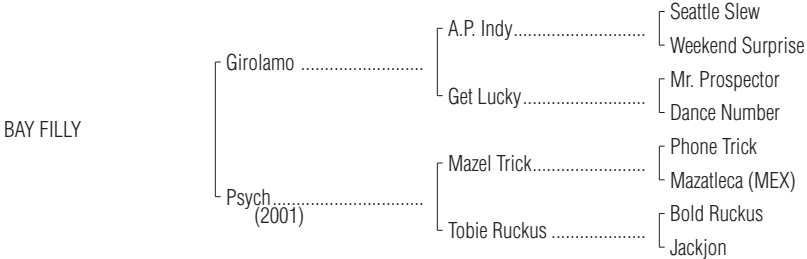 Seattle Slew
A.P. Indy..............................
Weekend Surprise
Girolamo ...........................
Mr. Prospector
Get Lucky...........................
Dance Number
BAY FILLY
Phone Trick
Mazel Trick.........................
Mazatleca (MEX)
Psych..................................
(2001)
Bold Ruckus
Tobie Ruckus .....................
Jackjon